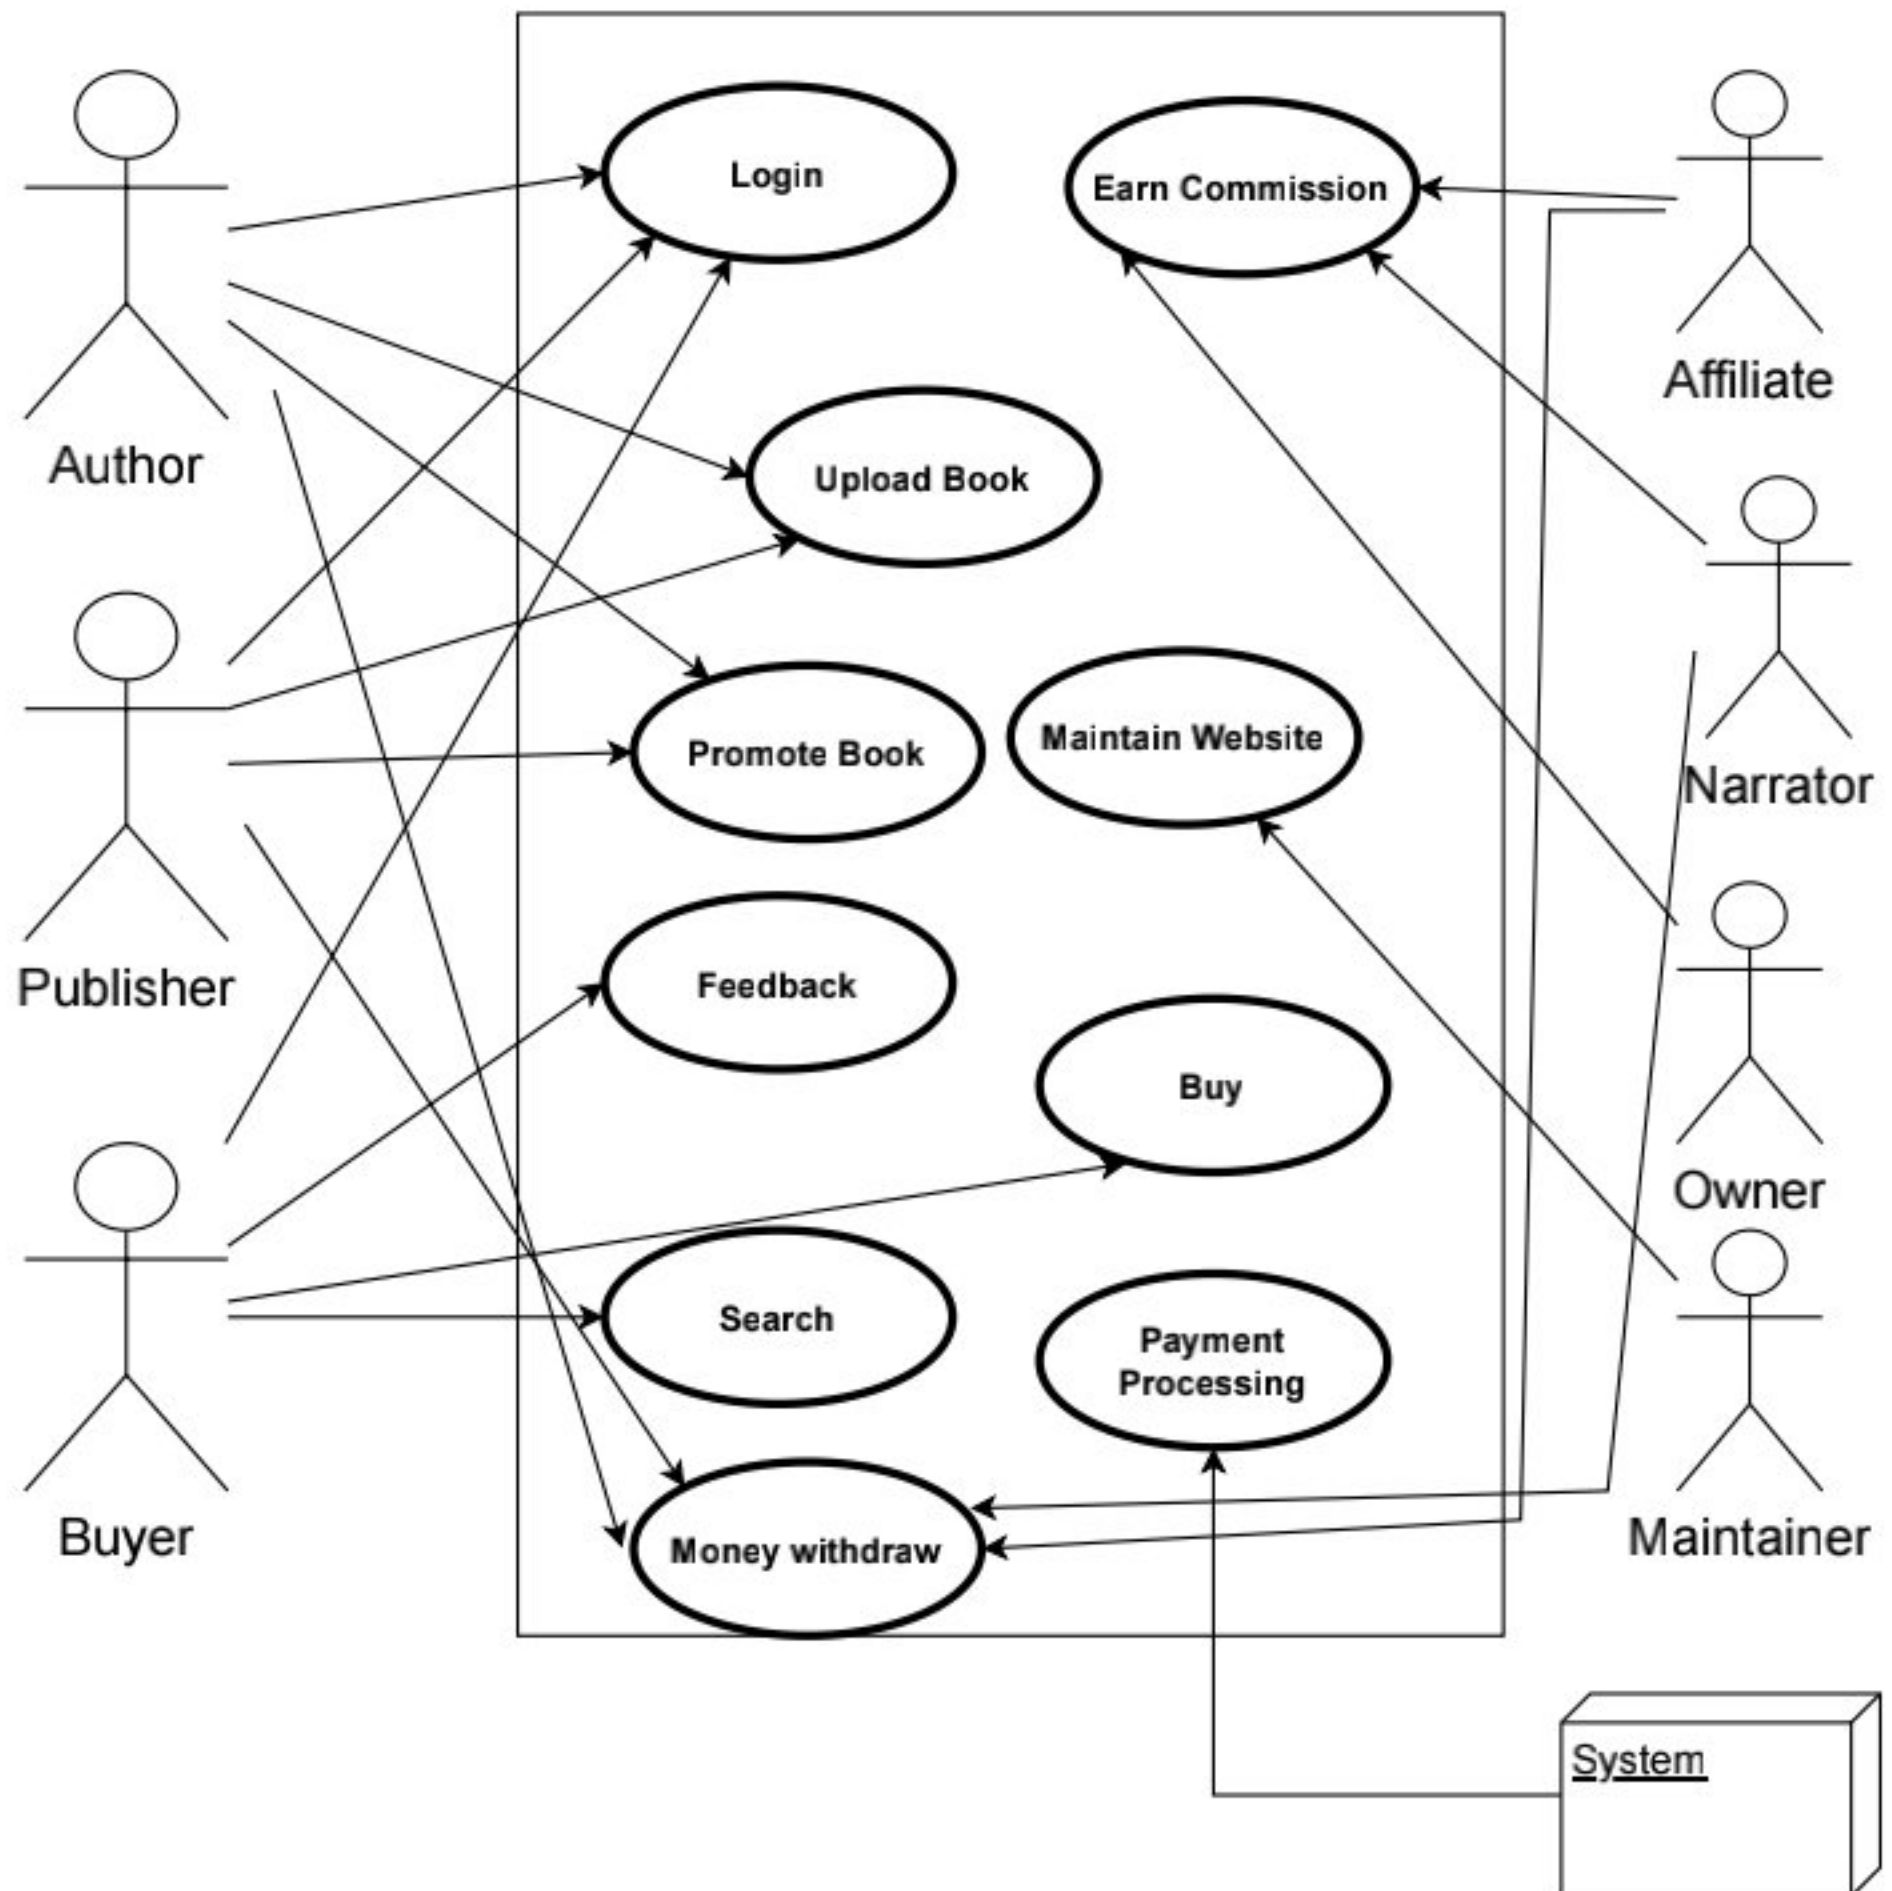 Login
Earn Commission
Affiliate
Author
Upload Book
Promote Book
Maintain Website
Narrator
Publisher
Feedback
Buy
Owner
Search
Payment
Processing
Buyer
Money withdraw
Maintainer
System